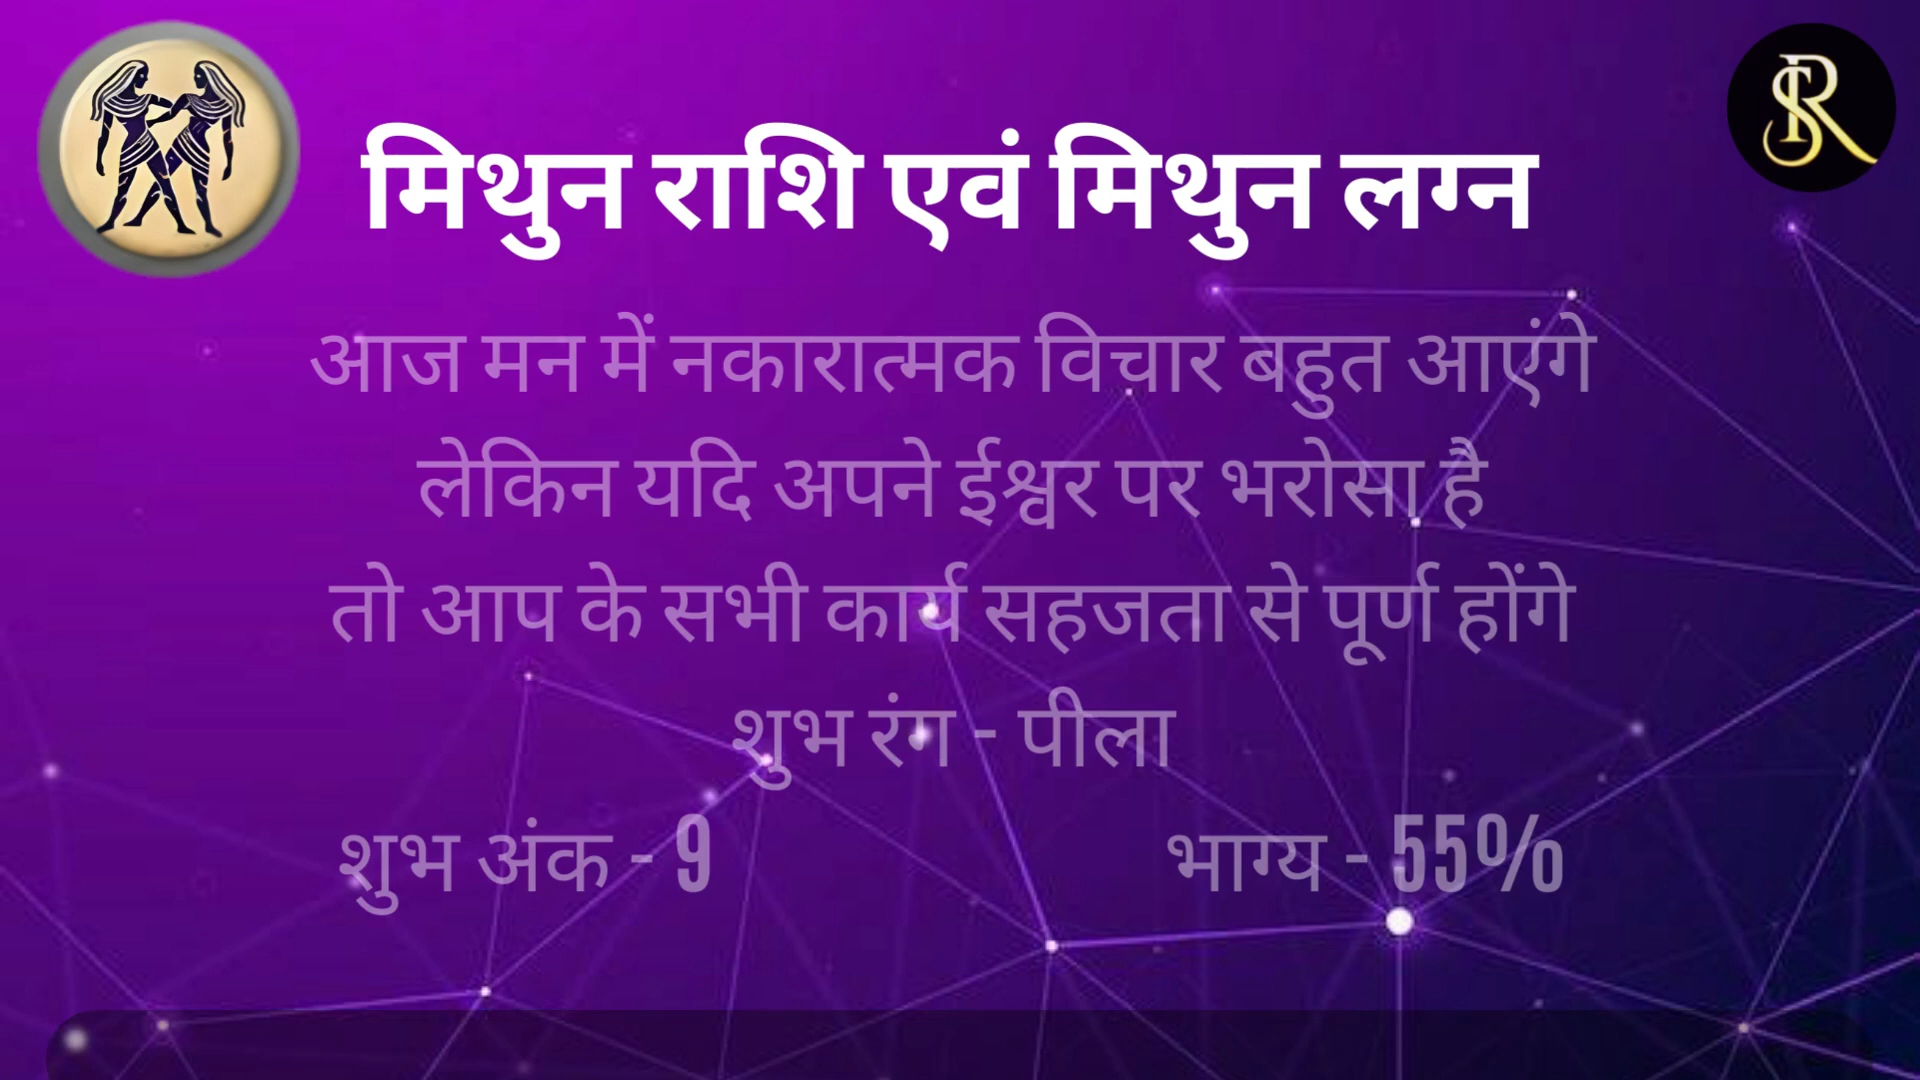 मिथुन राशि एवं मिथुन लग्न
आज मन में नकारात्मक विचार बहुत आएंगे
लेकिन यदि अपने ईश्वर पर भरोसा है
तो आप के सभी कार्य सहजता से पूर्ण होंगे
शुभ रंग - पीला
शुभ अंक - 9 भाग्य - 55%